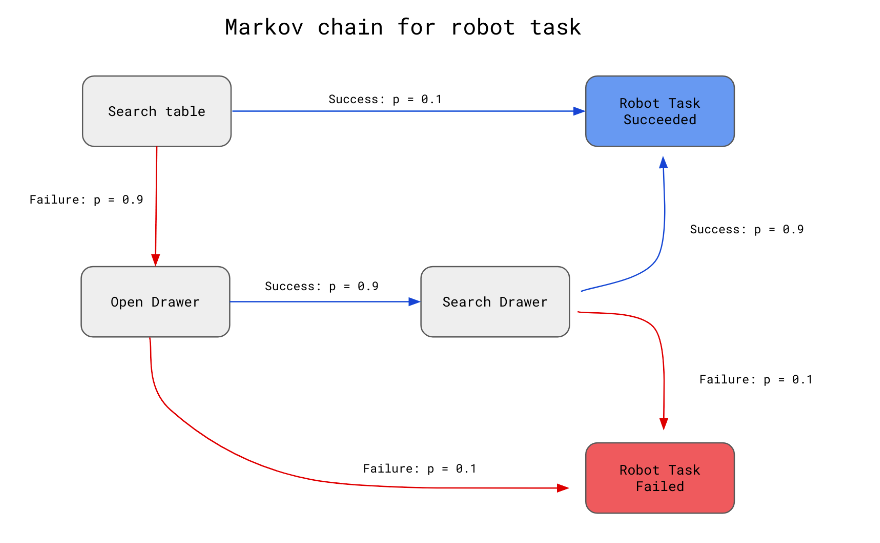 Markov chain for robot task
Search table
Success: p = 0.1
Robot Task
Succeeded
Failure: p = 0.9
Success: p = 0.9
Open Drawer
Success: p = 0.9
Search Drawer
Failure: p = 0.1
Failure: p = 0.1
Robot Task
Failed